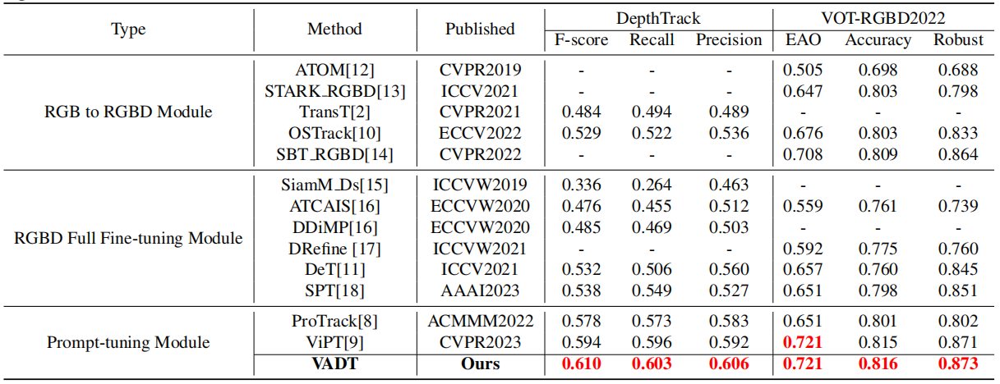 Type Method Published DepthTrack VOT-RGBD2022
F-score Recall Precision EAO Accuracy Robust
RGB to RGBD Module
ATOM[12] CVPR2019 - - - 0.505 0.698 0.688
STARK_RGBD[13] ICCV2021 - - - 0.647 0.803 0.798
TransT[2] CVPR2021 0.484 0.494 0.489 - - -
OSTrack[10] ECCV2022 0.529 0.522 0.536 0.676 0.803 0.833
SBT_RGBD[14] CVPR2022 - - - 0.708 0.809 0.864
RGBD Full Fine-tuning Module
SiamM_Ds[15] ICCVW2019 0.336 0.264 0.463 - - -
ATCAIS[16] ECCVW2020 0.476 0.455 0.512 0.559 0.761 0.739
DDiMP[16] ECCVW2020 0.485 0.469 0.503 - - -
DRefine [17] ICCVW2021 - - - 0.592 0.775 0.760
DeT[11] ICCV2021 0.532 0.506 0.560 0.657 0.760 0.845
SPT[18] AAAI2023 0.538 0.549 0.527 0.651 0.798 0.851
Prompt-tuning Module
ProTrack[8] ACMMM2022 0.578 0.573 0.583 0.651 0.801 0.802
ViPT[9] CVPR2023 0.594 0.596 0.592 0.721 0.815 0.871
VADT Ours 0.610 0.603 0.606 0.721 0.816 0.873